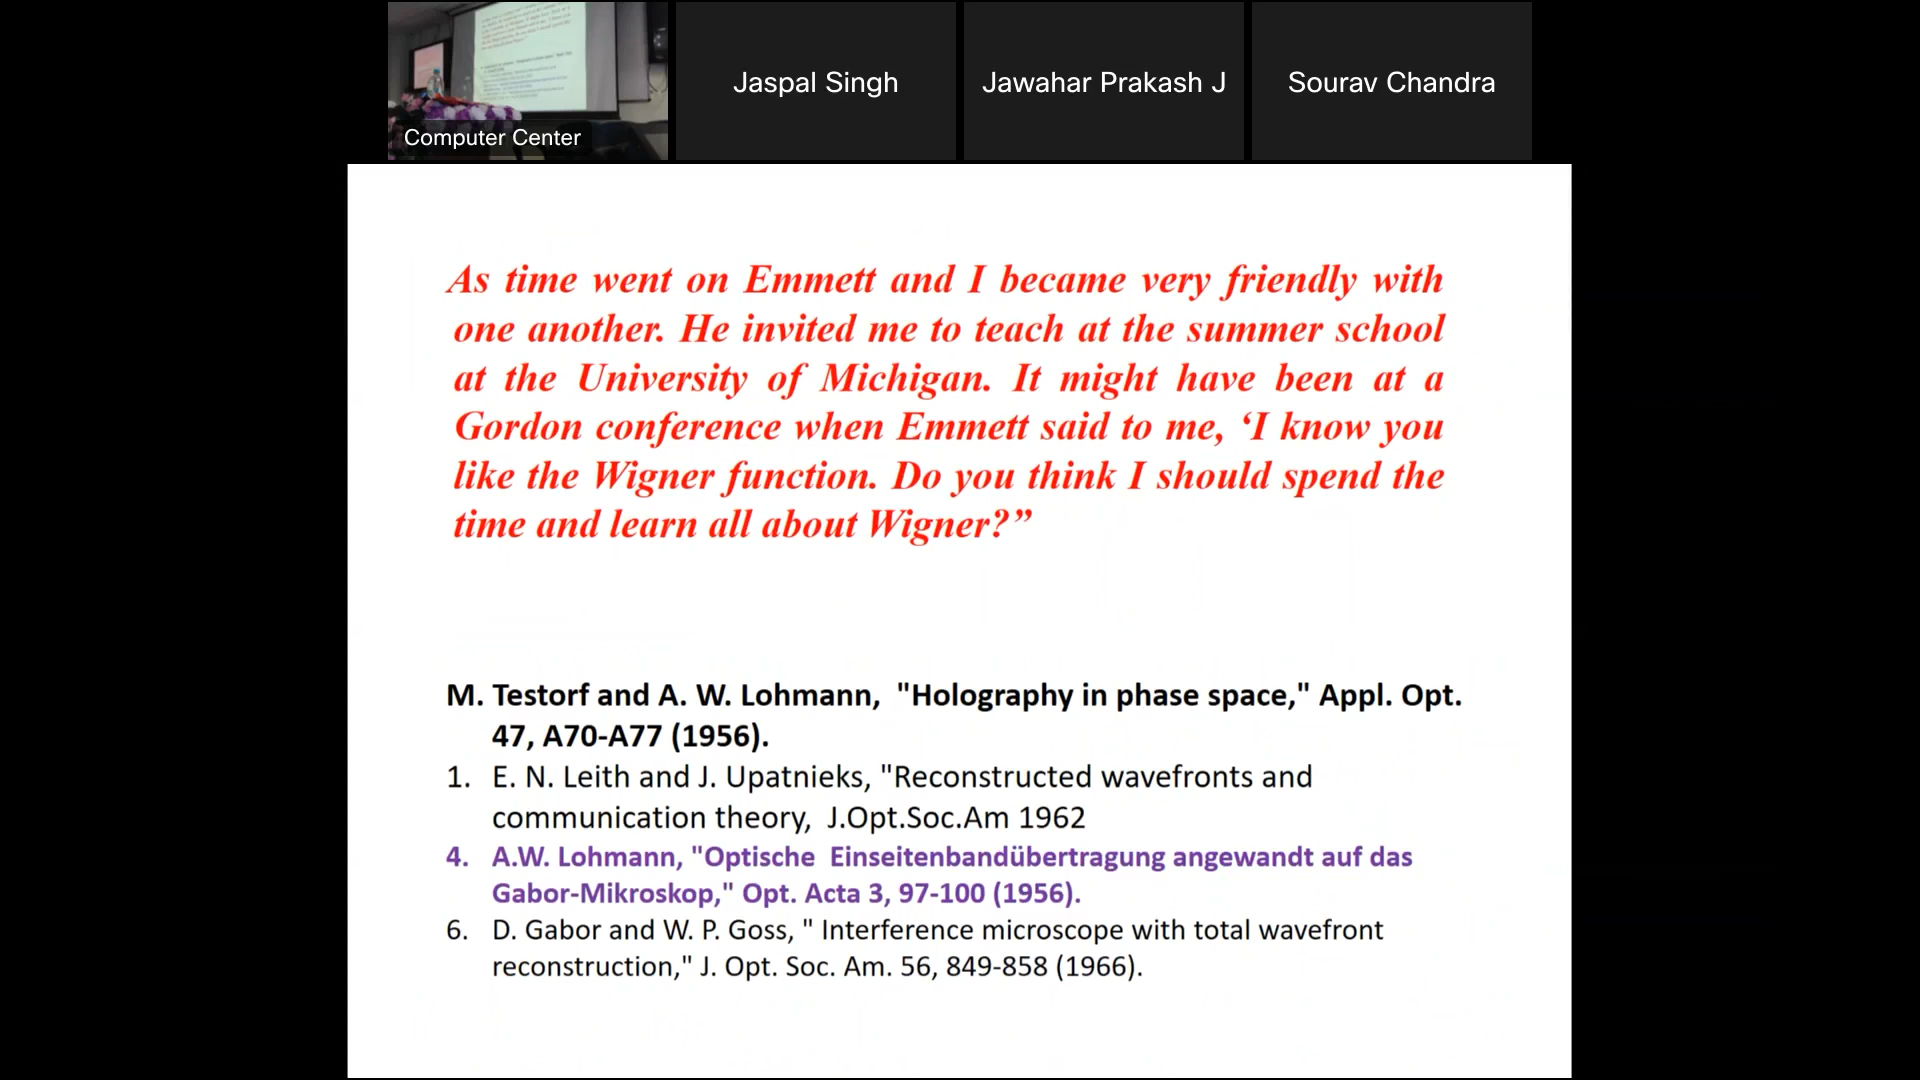 Computer Center
Jaspal Singh
Jawahar Prakash J
Sourav Chandra
As time went on Emmett and I became very friendly with
one another. He invited me to teach at the summer school
at the University of Michigan. It might have been at a
Gordon conference when Emmett said to me, ‘I know you
like the Wigner function. Do you think I should spend the
time and learn all about Wigner?”
M. Testorf and A. W. Lohmann, "Holography in phase space," Appl. Opt.
47, A70-A77 (1956).
1. E. N. Leith and J. Upatnieks, "Reconstructed wavefronts and
communication theory, J.Opt.Soc.Am 1962
4. A.W. Lohmann, "Optische Einseitenbandübertragung angewandt auf das
Gabor-Mikroskop," Opt. Acta 3, 97-100 (1956).
6. D. Gabor and W. P. Goss, " Interference microscope with total wavefront
reconstruction," J. Opt. Soc. Am. 56, 849-858 (1966).